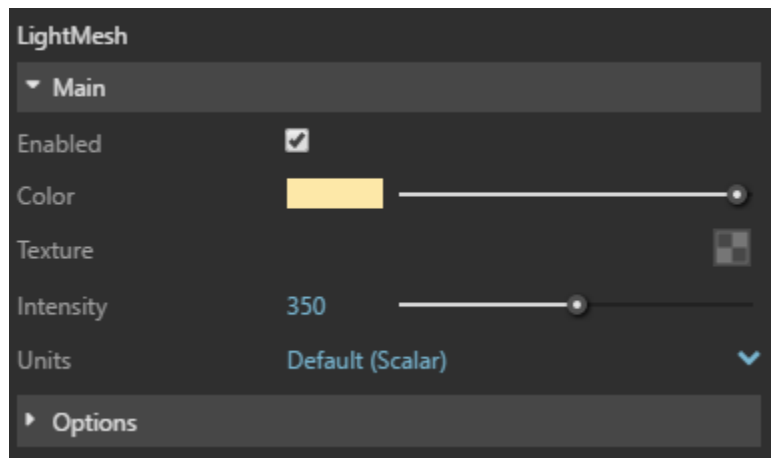 LightMesh
Main
Enabled
Color
Texture
Intensity 350
Units Default (Scalar)
Options